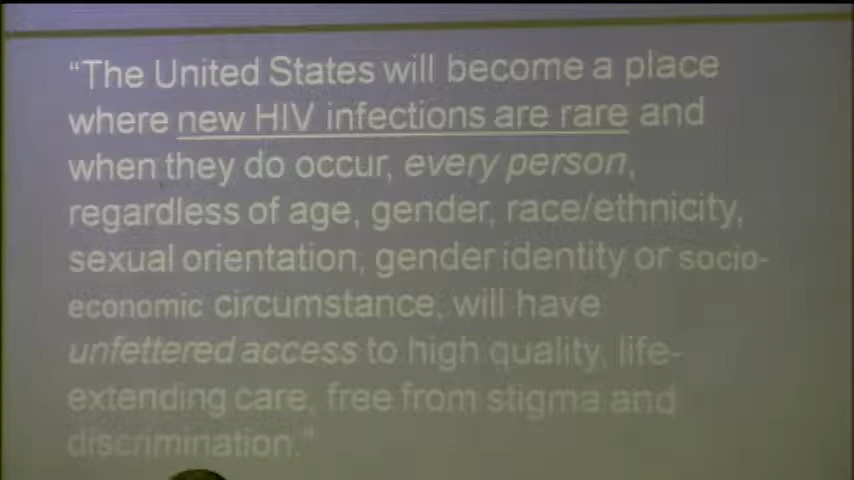 “The United States will become a place
where new HIV infections are rare and
when they do occur, every person,
regardless of age, gender, race/ethnicity,
sexual orientation, gender identity or socio-
economic circumstance, will have
unfettered access to high quality, life-
extending care, free from stigma and
discrimination.”